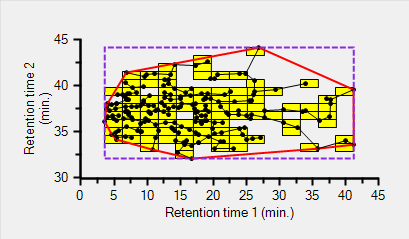 45
40
35
30
Retention time 2
(min.)
0 5 10 15 20 25 30 35 40 45
Retention time 1 (min.)